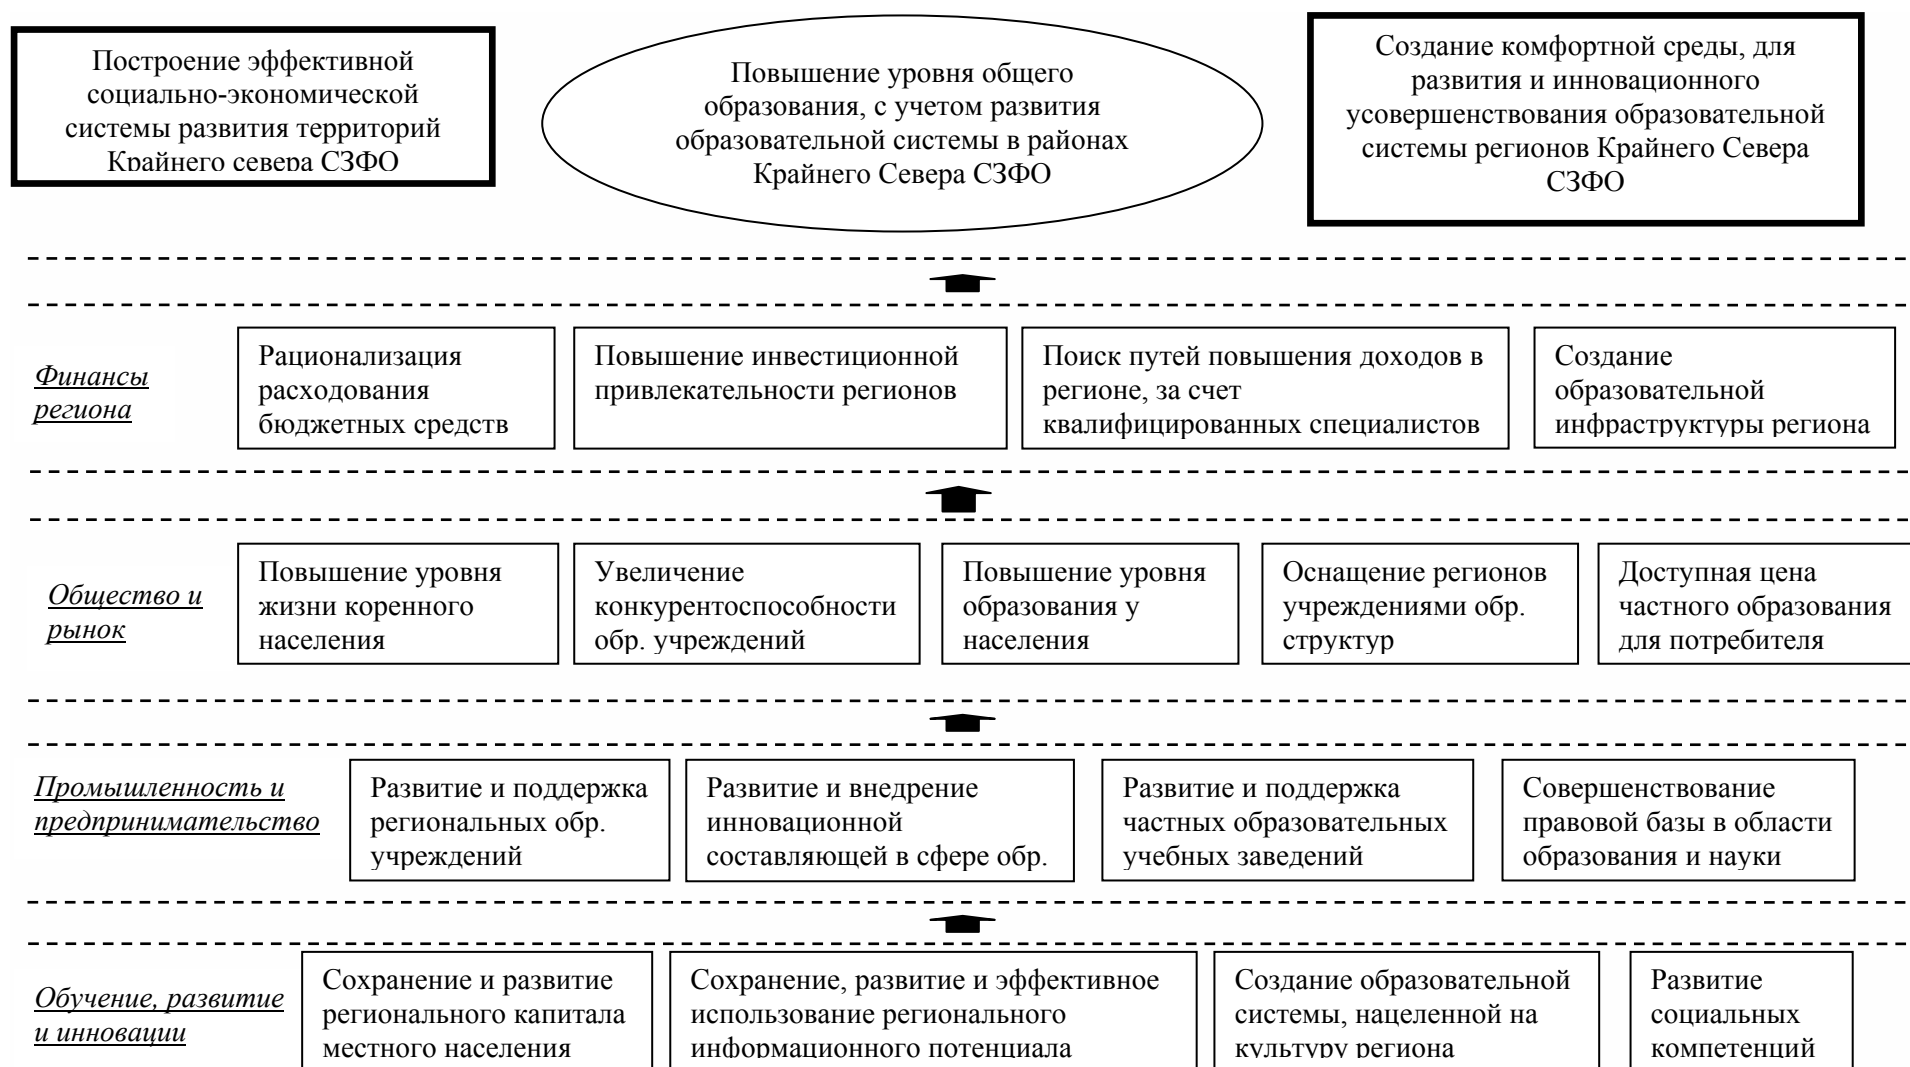 Построение эффективной
социально-экономической
системы развития территорий
Крайнего севера СЗФО
Повышение уровня общего
образования, с учетом развития
образовательной системы в районах
Крайнего Севера СЗФО
Создание комфортной среды, для
развития и инновационного
усовершенствования образовательной
системы регионов Крайнего Севера
СЗФО
Финансы
региона
Рационализация
расходования
бюджетных средств
Повышение инвестиционной
привлекательности регионов
Поиск путей повышения доходов в
регионе, за счет
квалифицированных специалистов
Создание
образовательной
инфраструктуры региона
Общество и
рынок
Повышение уровня
жизни коренного
населения
Увеличение
конкурентоспособности
обр. учреждений
Повышение уровня
образования у
населения
Оснащение регионов
учреждениями обр.
структур
Доступная цена
частного образования
для потребителя
Промышленность и
предпринимательство
Развитие и поддержка
региональных обр.
учреждений
Развитие и внедрение
инновационной
составляющей в сфере обр.
Развитие и поддержка
частных образовательных
учебных заведений
Совершенствование
правовой базы в области
образования и науки
Обучение, развитие
и инновации
Сохранение и развитие
регионального капитала
местного населения
Сохранение, развитие и эффективное
использование регионального
информационного потенциала
Создание образовательной
системы, нацеленной на
культуру региона
Развитие
социальных
компетенций